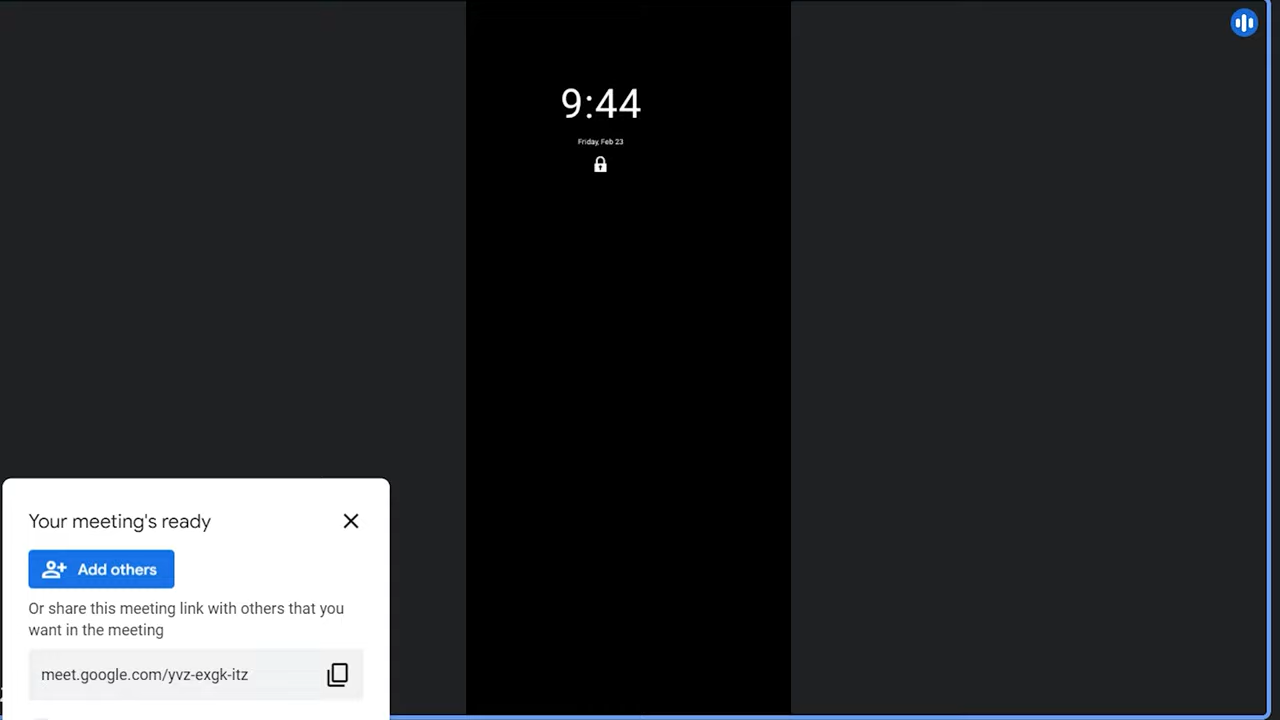 9:44
Friday, Feb 23
Your meeting's ready
Add others
Or share this meeting link with others that you
want in the meeting
meet.google.com/yvz-exgk-itz